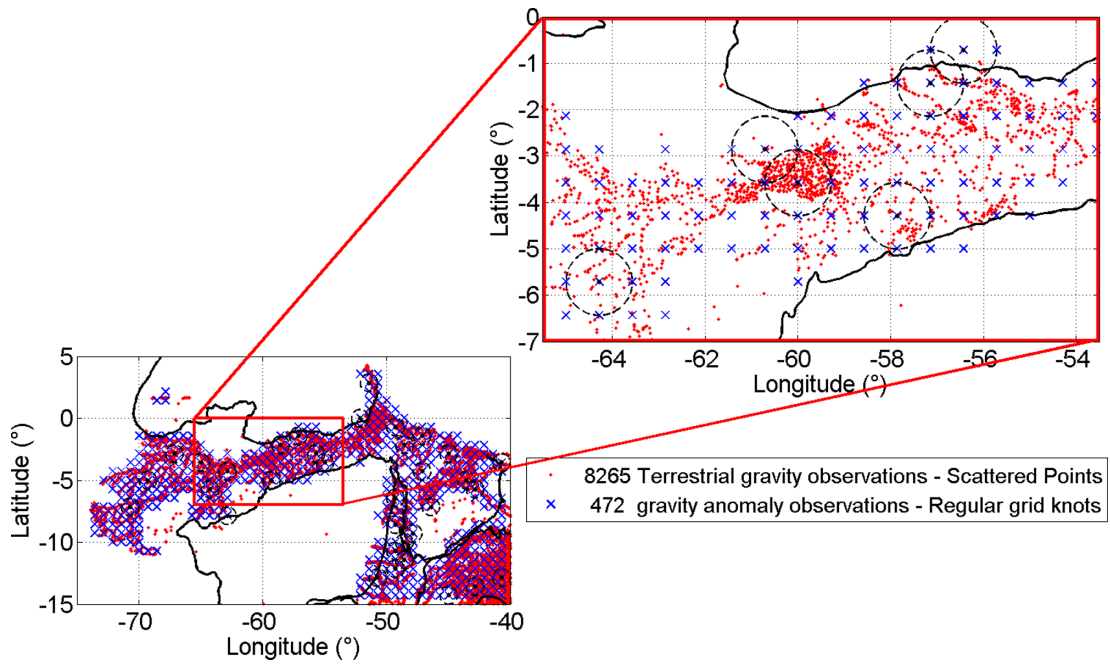 0
-1
-2
-3
-4
-5
-6
-7
Latitude (°)
-64 -62 -60 -58 -56 -54
Longitude (°)
5
0
-5
-10
-15
Latitude (°)
-70 -60 -50 -40
Longitude (°)
8265 Terrestrial gravity observations - Scattered Points
472 gravity anomaly observations - Regular grid knots